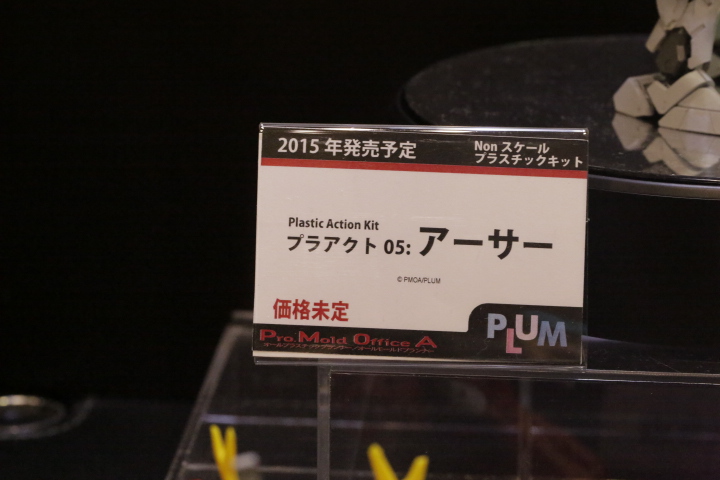 2015年発売予定
Non スケール
プラスチックキット
Plastic Action Kit
プラアクト 05: アーサー
© PMOA/PLUM
価格未定
PLUM
Pro.Mold Office A